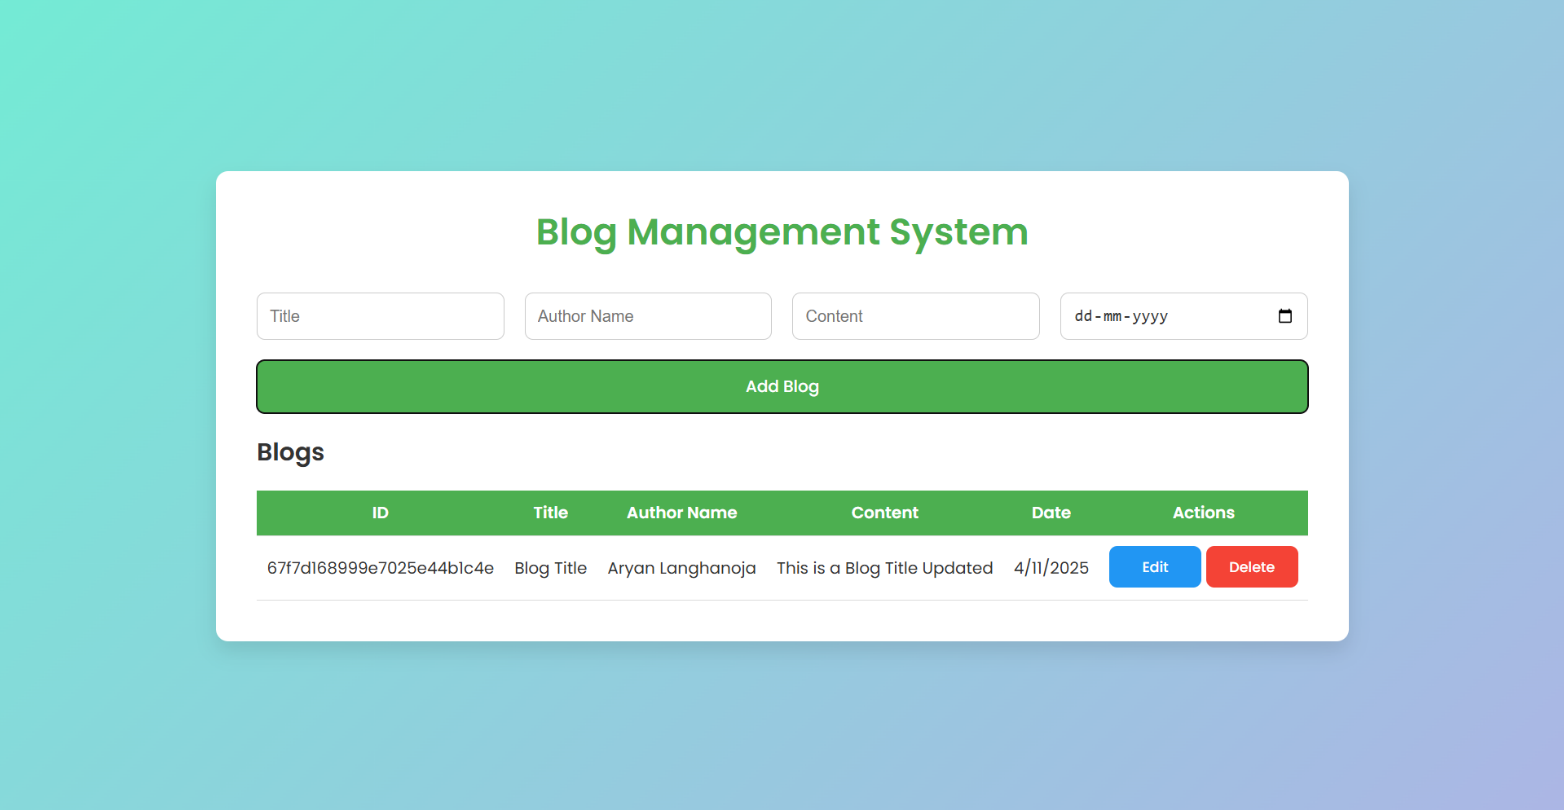 Blog Management System
Title Author Name Content dd-mm-yyyy
Add Blog
Blogs
ID Title Author Name Content Date Actions
67f7d168999e7025e44b1c4e Blog Title Aryan Langhanoja This is a Blog Title Updated 4/11/2025 Edit Delete